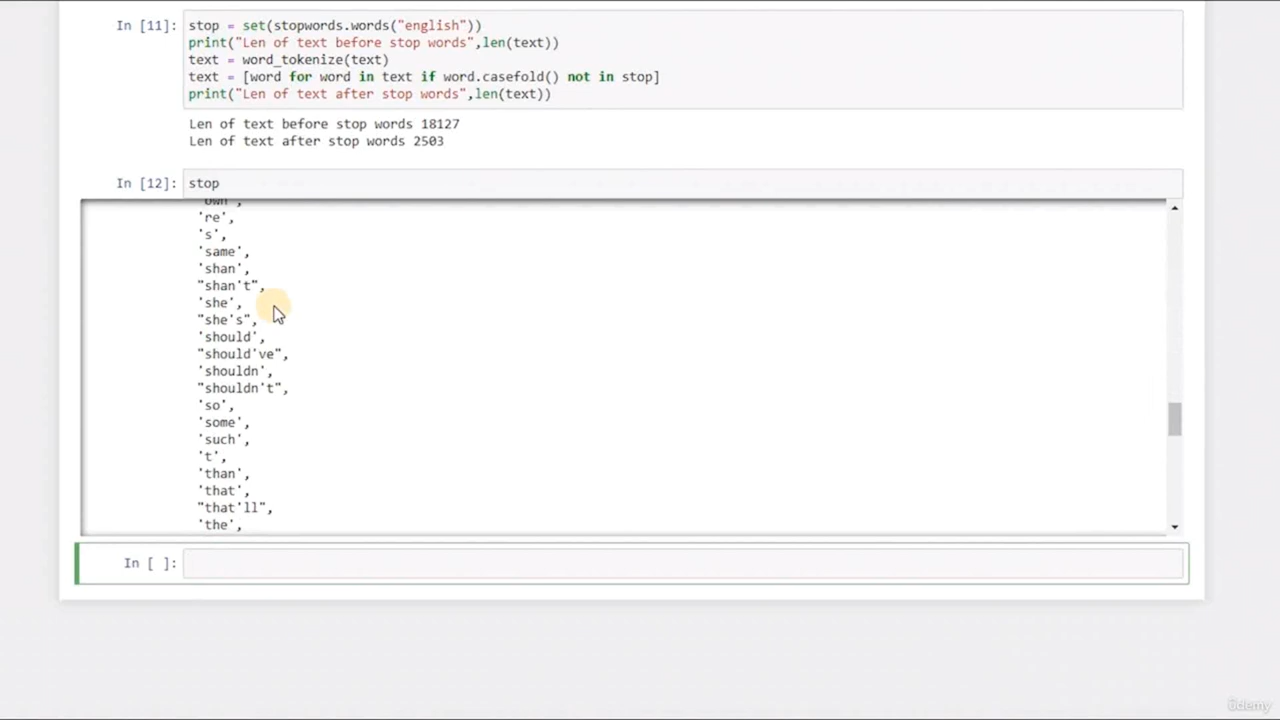 In [11]:
stop = set(stopwords.words("english"))
print("Len of text before stop words",len(text))
text = word_tokenize(text)
text = [word for word in text if word.casefold() not in stop]
print("Len of text after stop words",len(text))
Len of text before stop words 18127
Len of text after stop words 2503
In [12]:
stop
'own',
're',
's',
'same',
'shan',
"shan't",
'she',
"she's",
'should',
"should've",
'shouldn',
"shouldn't",
'so',
'some',
'such',
't',
'than',
'that',
"that'll",
'the',
In [ ]:
ûdemy